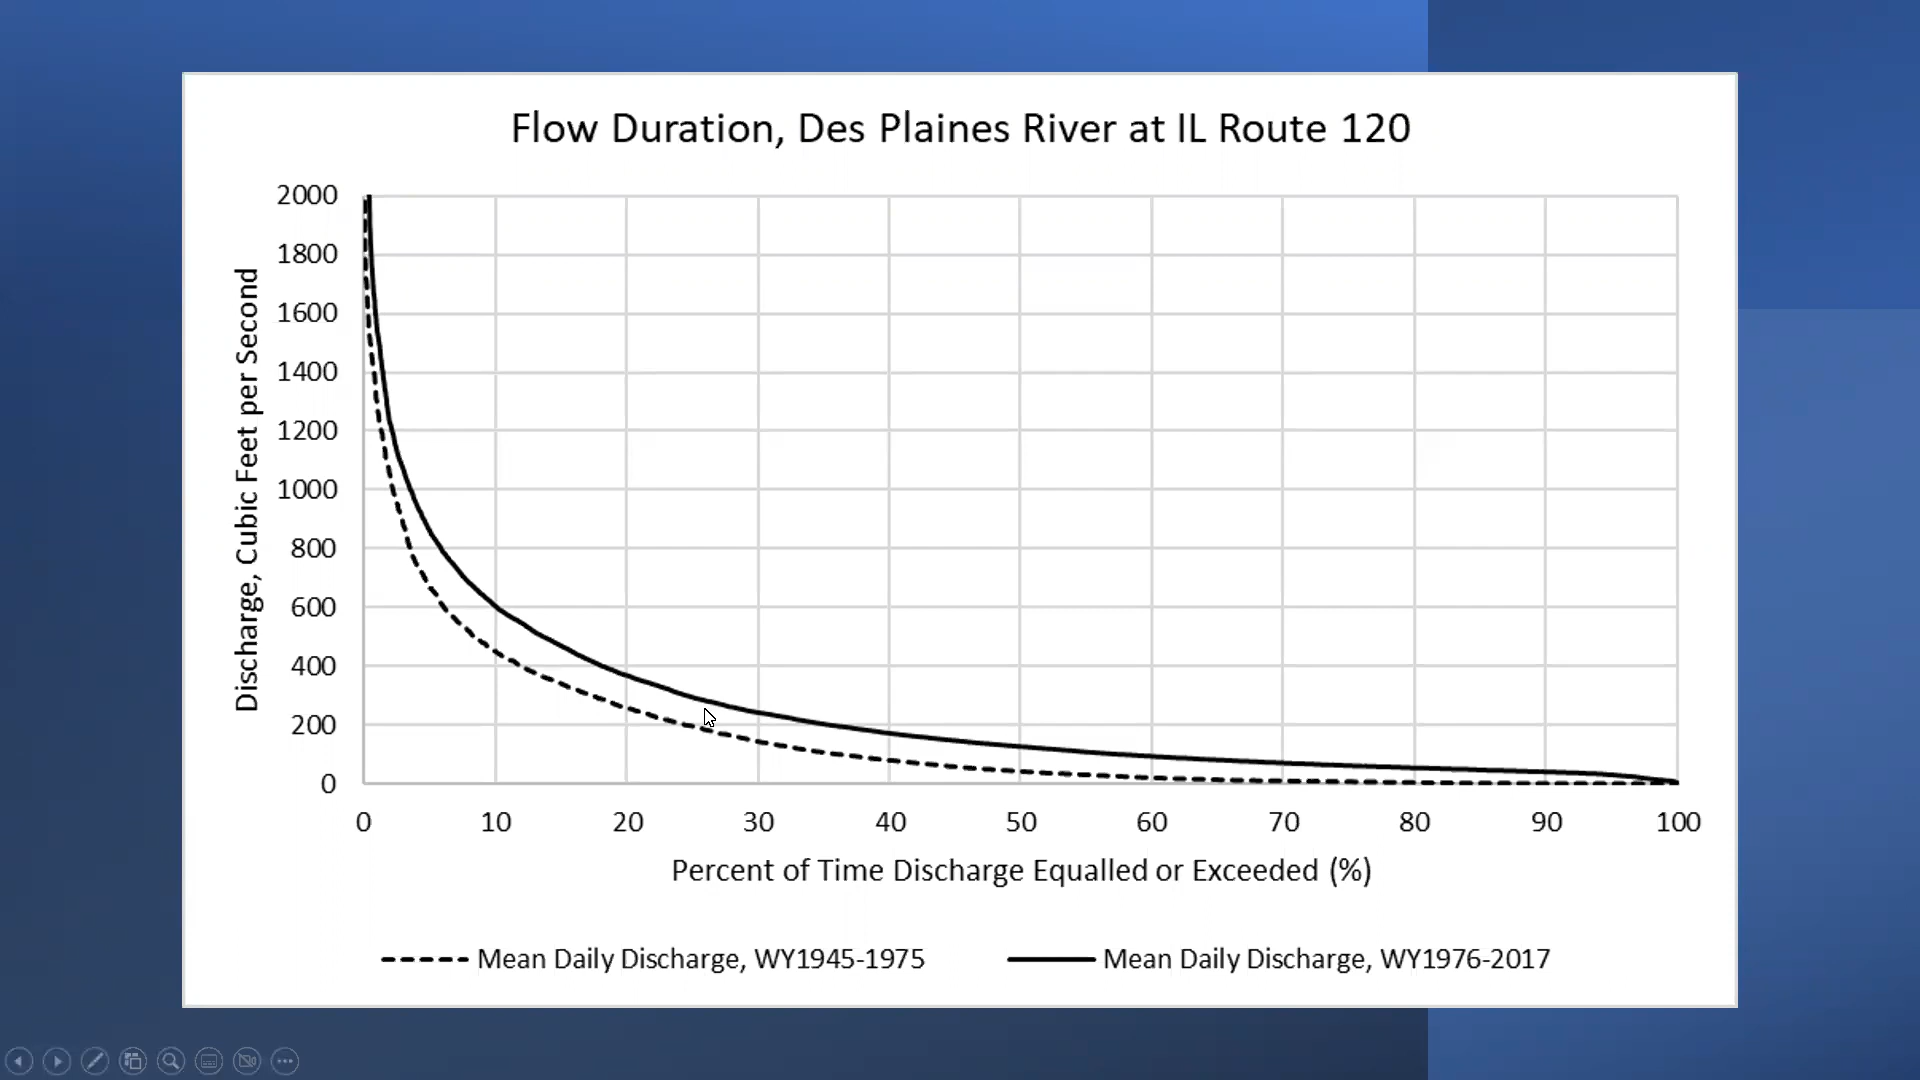 Flow Duration, Des Plaines River at IL Route 120
Discharge, Cubic Feet per Second
2000
1800
1600
1400
1200
1000
800
600
400
200
0
0 10 20 30 40 50 60 70 80 90 100
Percent of Time Discharge Equalled or Exceeded (%)
Mean Daily Discharge, WY1945-1975 Mean Daily Discharge, WY1976-2017